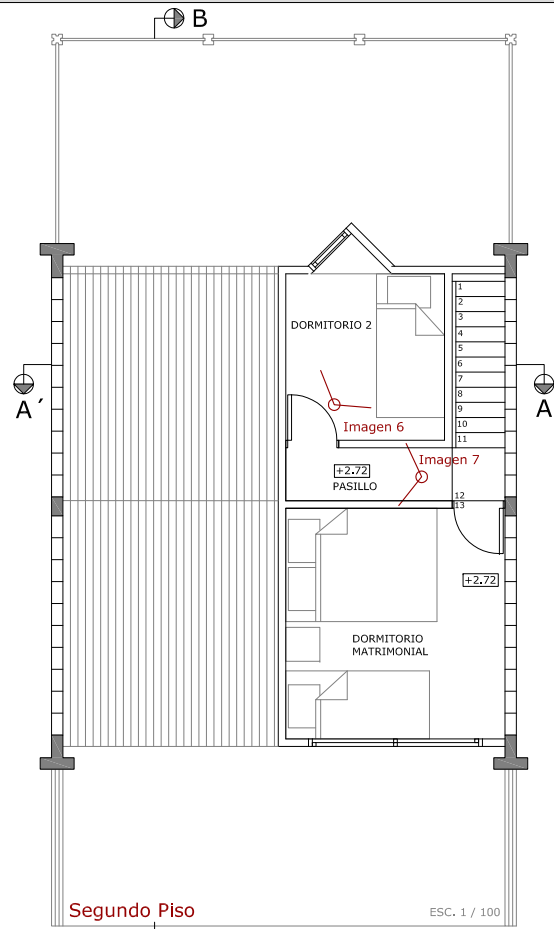 B
1
2
3
DORMITORIO 2
4
5
6
7
A´
A
8
9
Imagen 6
10
11
Imagen 7
+2.72
PASILLO
12
13
+2.72
DORMITORIO
MATRIMONIAL
Segundo Piso
ESC. 1 / 100